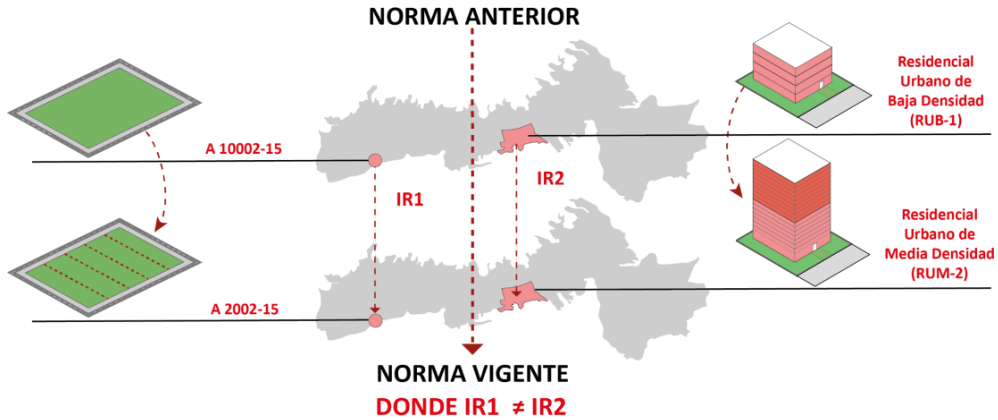 NORMA ANTERIOR
Residencial
Urbano de
Baja Densidad
(RUB-1)
A 10002-15
IR1
IR2
Residencial
Urbano de
Media Densidad
(RUM-2)
A 2002-15
NORMA VIGENTE
DONDE IR1 ≠ IR2